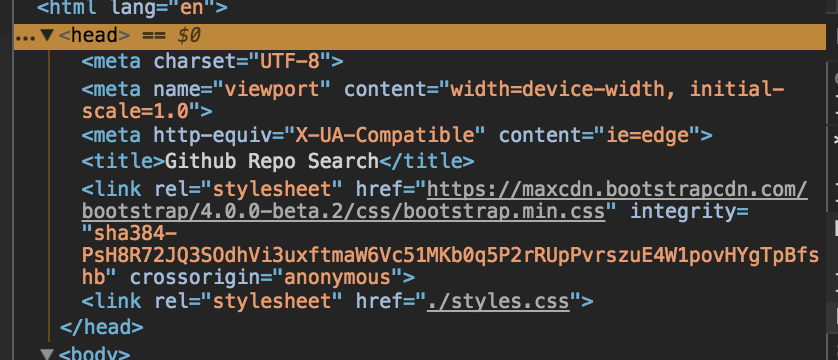 <html lang="en">
… ▼ <head> == $0
<meta charset="UTF-8">
<meta name="viewport" content="width=device-width, initial-
scale=1.0">
<meta http-equiv="X-UA-Compatible" content="ie=edge">
<title>Github Repo Search</title>
<link rel="stylesheet" href="https://maxcdn.bootstrapcdn.com/
bootstrap/4.0.0-beta.2/css/bootstrap.min.css" integrity=
"sha384-
PsH8R72JQ3SOdhVi3uxftmaW6Vc51MKb0q5P2rRUpPvrszuE4W1povHYgTpBfs
hb" crossorigin="anonymous">
<link rel="stylesheet" href="./styles.css">
</head>
▼ <body>